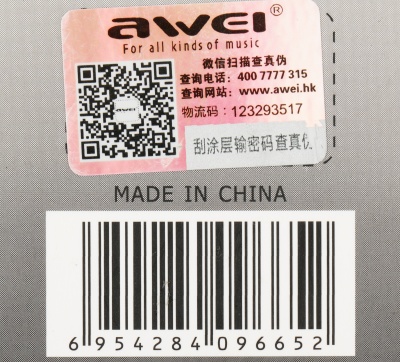 awei®
For all kinds of music
微信扫描查真伪
查询电话: 400 7777 315
查询网站: www.awei.hk
物流码: 123293517
awei
刮涂层输密码查真伪
MADE IN CHINA
6 954284 096652